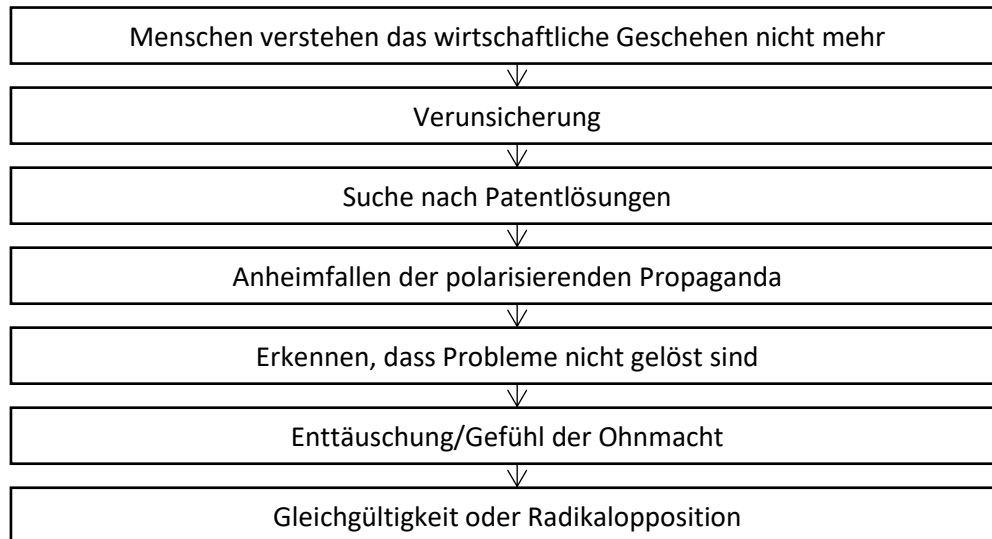 Menschen verstehen das wirtschaftliche Geschehen nicht mehr
Verunsicherung
Suche nach Patentlösungen
Anheimfallen der polarisierenden Propaganda
Erkennen, dass Probleme nicht gelöst sind
Enttäuschung/Gefühl der Ohnmacht
Gleichgültigkeit oder Radikalopposition